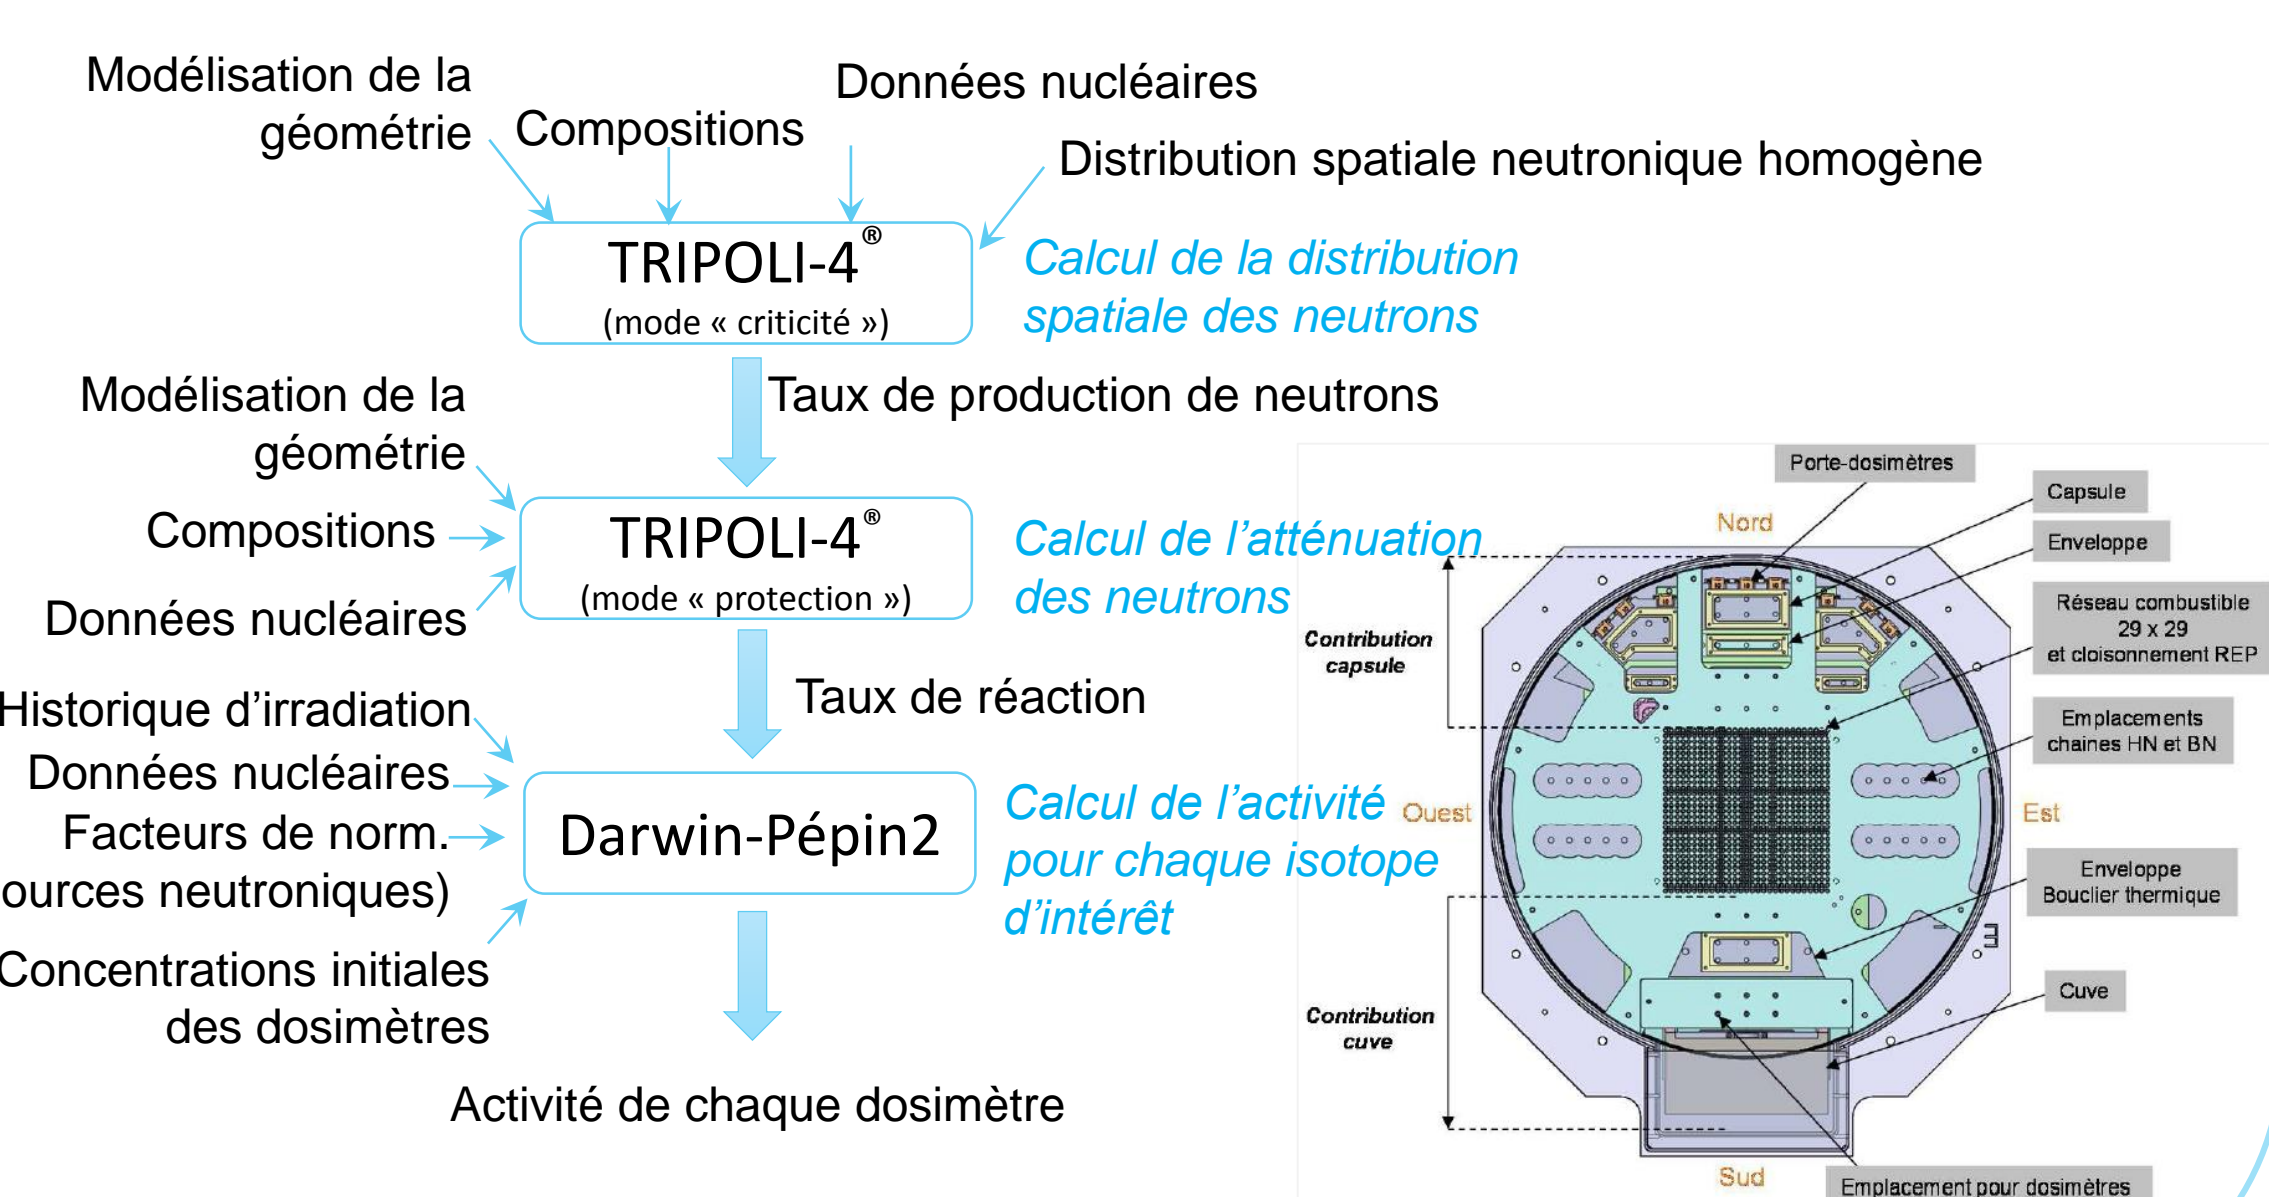 Modélisation de la
géométrie
Compositions
Données nucléaires
Distribution spatiale neutronique homogène
TRIPOLI-4®
(mode « criticité »)
Calcul de la distribution
spatiale des neutrons
Taux de production de neutrons
Modélisation de la
géométrie
Compositions
Données nucléaires
TRIPOLI-4®
(mode « protection »)
Calcul de l'atténuation
des neutrons
Taux de réaction
Historique d'irradiation
Données nucléaires
Facteurs de norm.
ources neutroniques)
Concentrations initiales
des dosimètres
Darwin-Pépin2
Calcul de l'activité
pour chaque isotope
d'intérêt
Activité de chaque dosimètre
Porte-dosimètres
Capsule
Nord
Enveloppe
Réseau combustible
29 x 29
et cloisonnement REP
Contribution
capsule
Emplacements
chaines HN et BN
Ouest
Est
Enveloppe
Bouclier thermique
Cuve
Contribution
cuve
Sud
Emplacement pour dosimètres